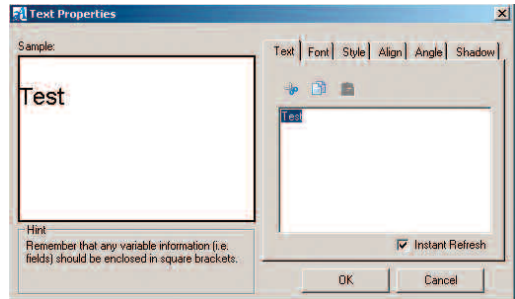 Text Properties
Sample:
Test
Hint
Remember that any variable information (i.e.
fields) should be enclosed in square brackets.
Text Font Style Align Angle Shadow
Test
Instant Refresh
OK Cancel